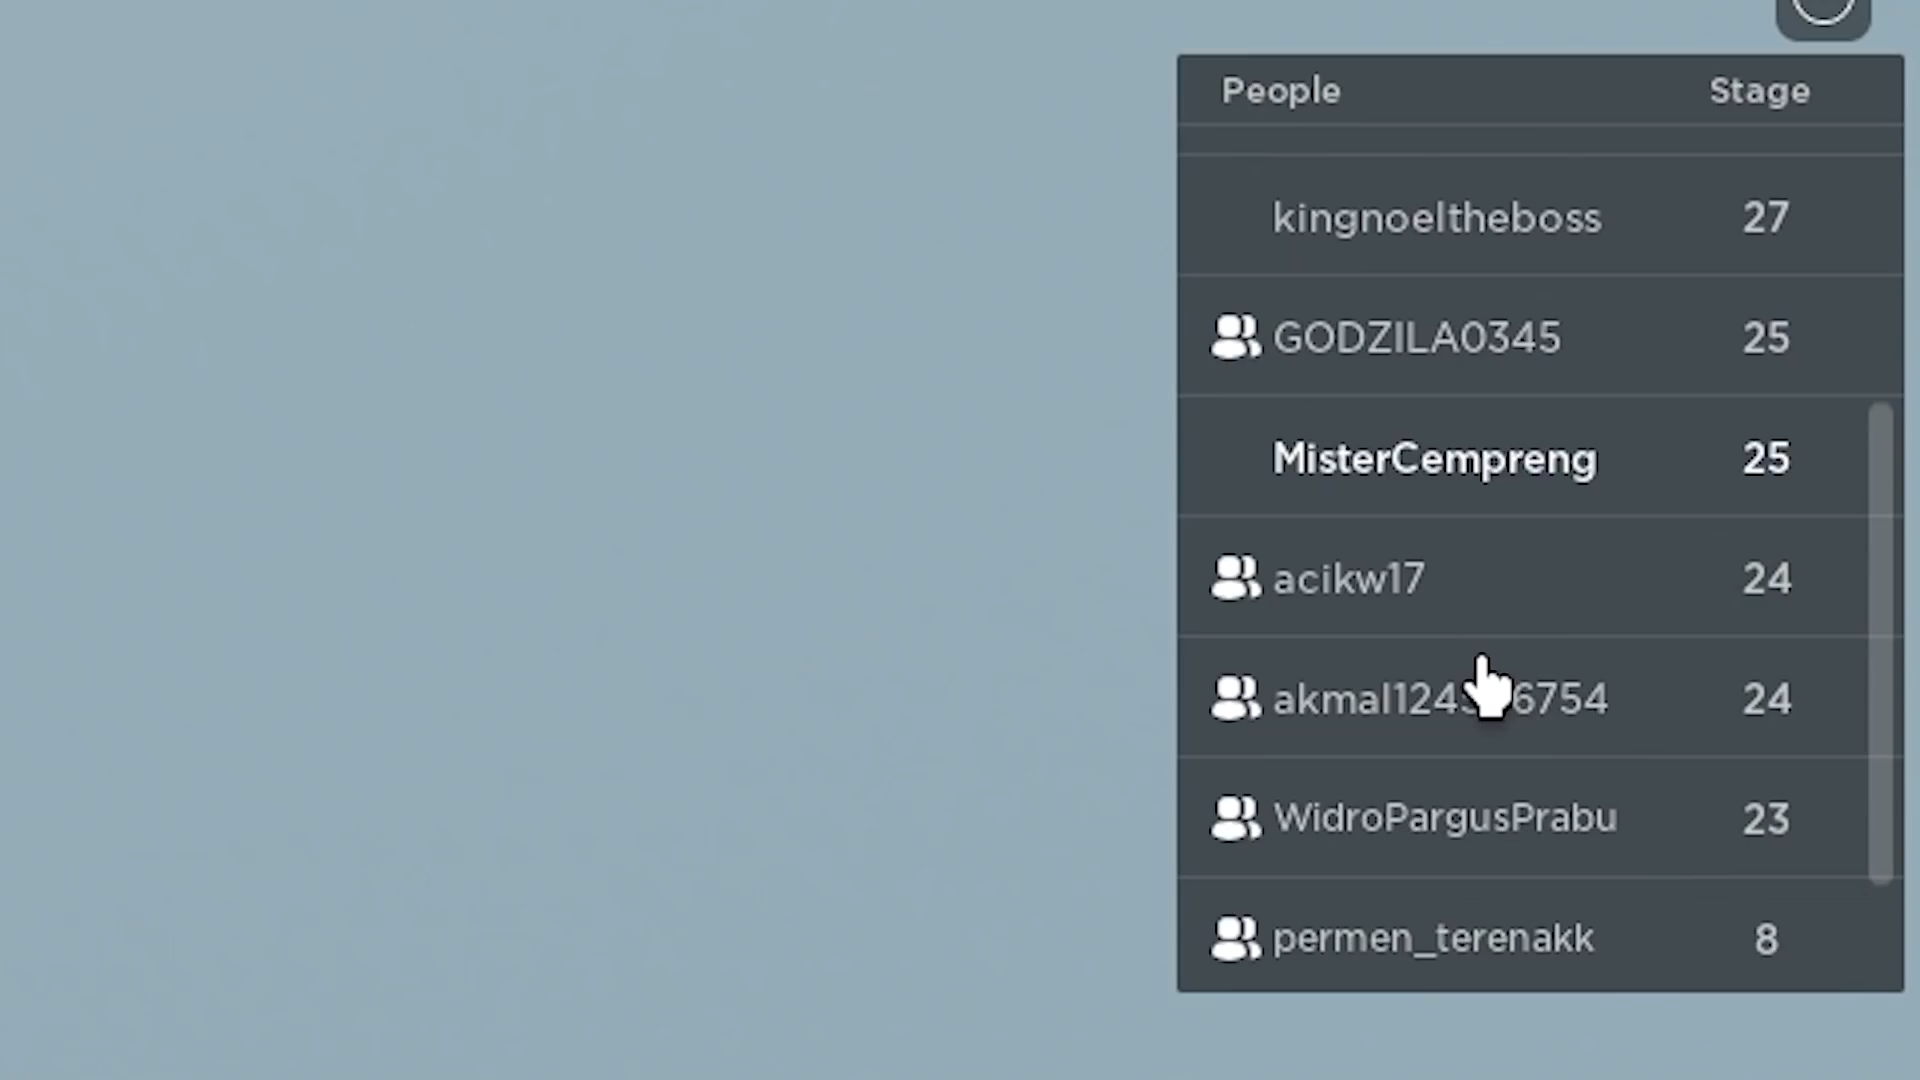 People Stage
kingnoeltheboss 27
GODZILA0345 25
MisterCempreng 25
acikw17 24
24
WidroPargusPrabu 23
permen_terenakk 8